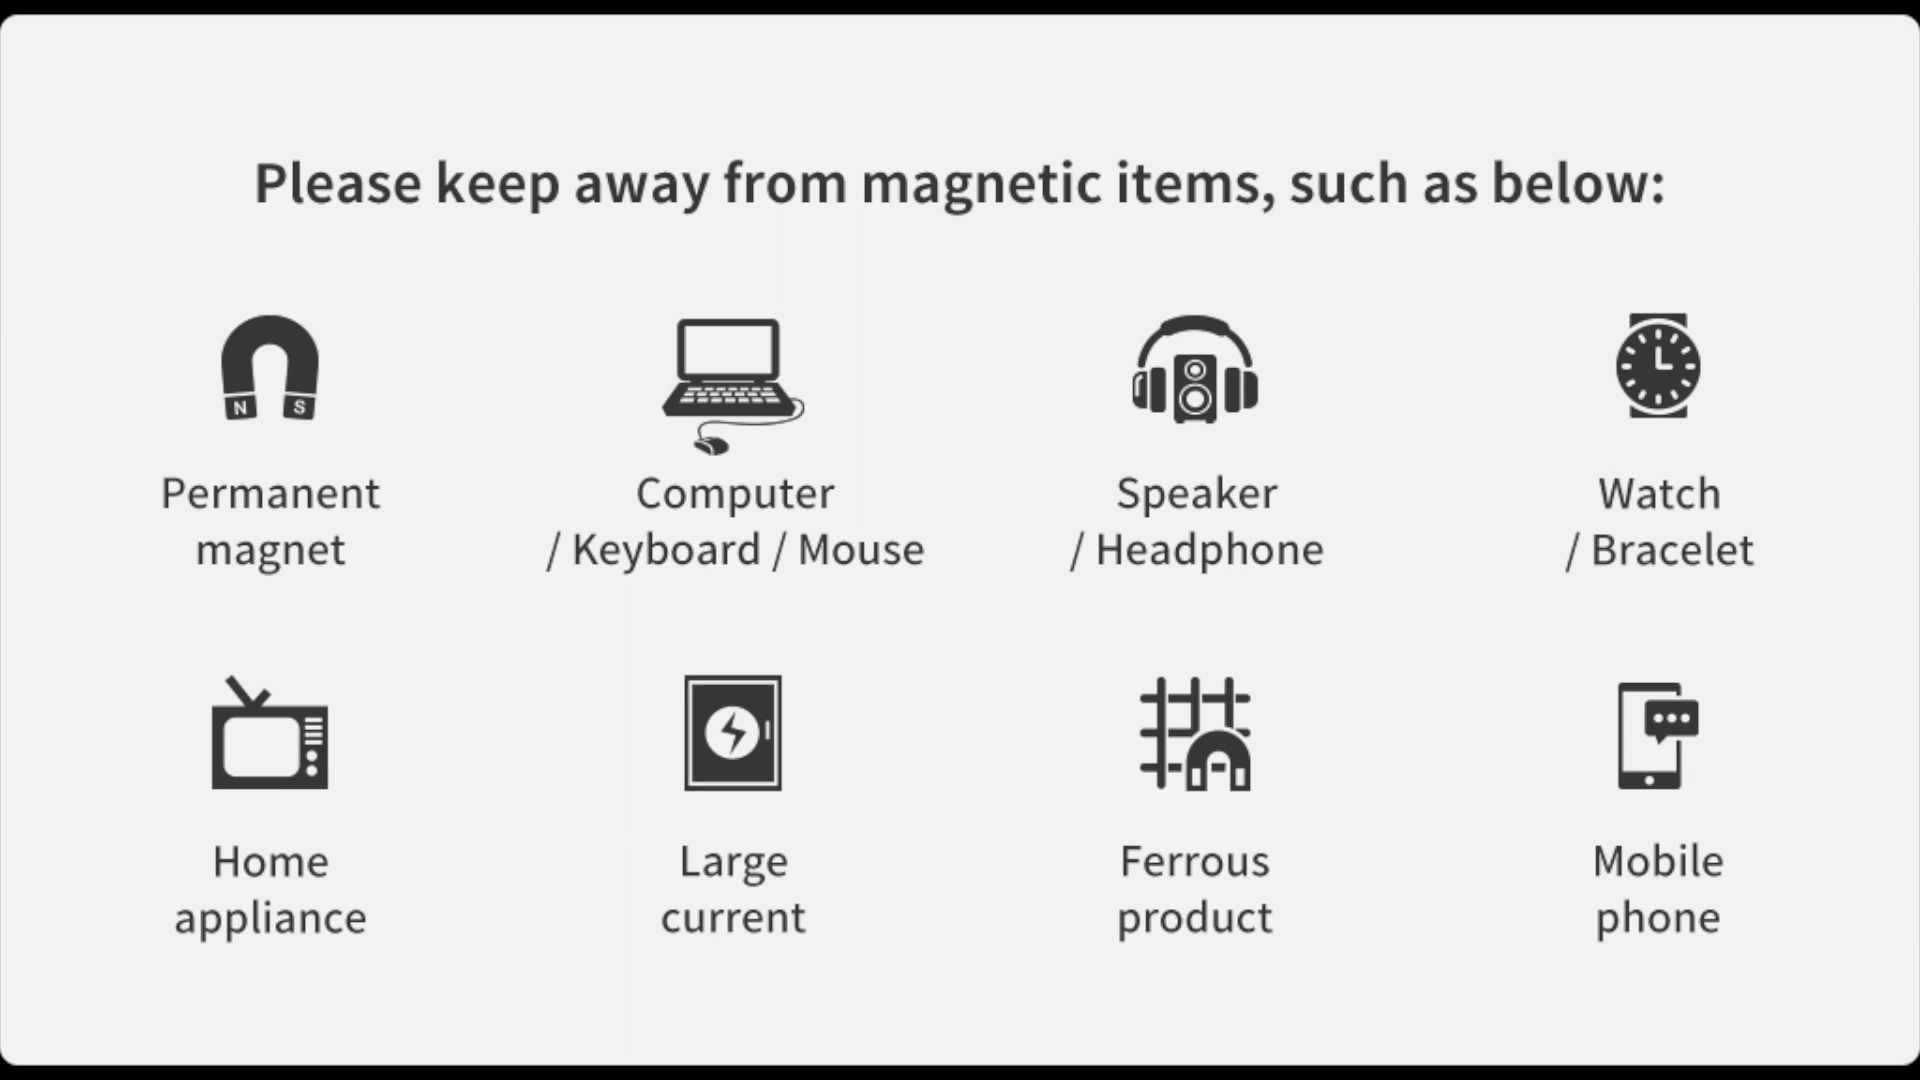 Please keep away from magnetic items, such as below:
N S
Permanent
magnet
Computer
/ Keyboard / Mouse
Speaker
/ Headphone
Watch
/ Bracelet
Home
appliance
Large
current
Ferrous
product
Mobile
phone